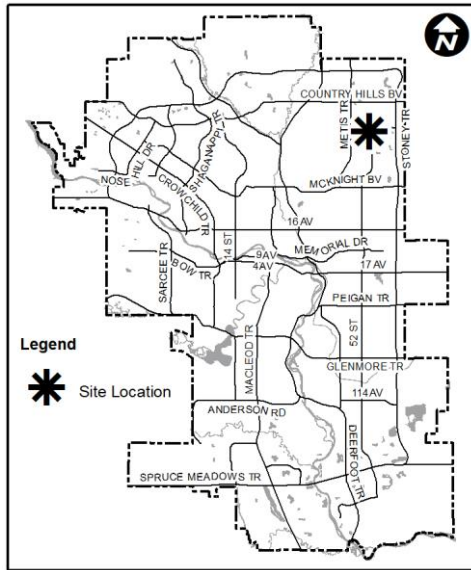 N
COUNTRY HILLS BV
METIS TR
STONEY TR
SHAGANAPPI TR
NOSE HILL DR
CROWCHILD TR
MCKNIGHT BV
16 AV
14 ST
MEMORIAL DR
9 AV
4 AV
17 AV
SARCEE TR
BOW TR
PEIGAN TR
52 ST
Legend
Site Location
MACLEOD TR
GLENMORE TR
114 AV
ANDERSON RD
DEERFOOT TR
SPRUCE MEADOWS TR